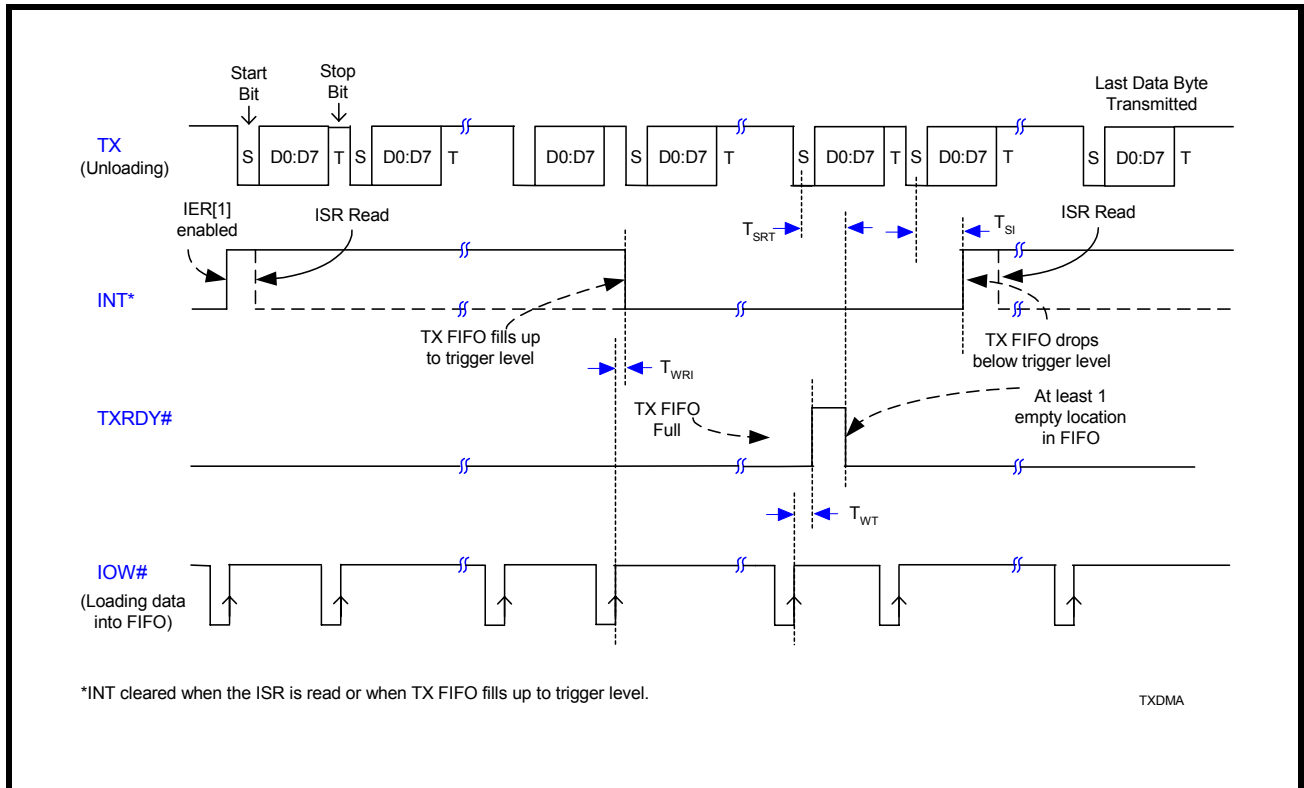 Start
Bit
Stop
Bit
Last Data Byte
Transmitted
TX
(Unloading)
S D0:D7 T S D0:D7 T D0:D7 S D0:D7 T S D0:D7 T S D0:D7 T S D0:D7 T
IER[1]
enabled
ISR Read
TSRT
TSI
ISR Read
INT*
TX FIFO fills up
to trigger level
TX FIFO drops
below trigger level
TWRI
TXRDY#
TX FIFO
Full
At least 1
empty location
in FIFO
TWT
IOW#
(Loading data
into FIFO)
*INT cleared when the ISR is read or when TX FIFO fills up to trigger level.
TXDMA